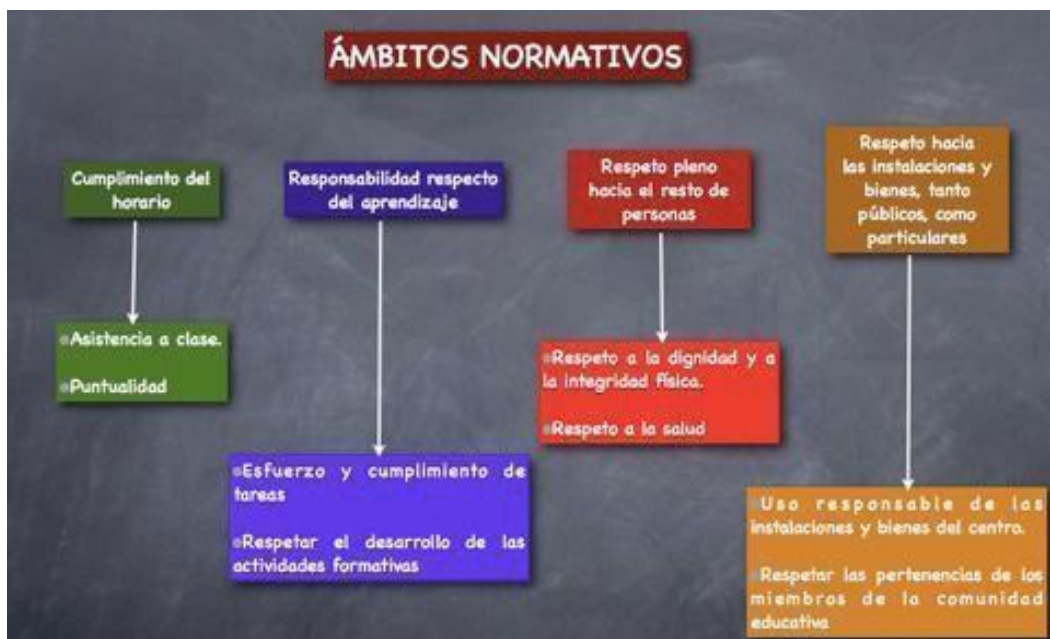 ÁMBITOS NORMATIVOS
Cumplimiento del
horario
Asistencia a clase.
Puntualidad
Responsabilidad respecto
del aprendizaje
Esfuerzo y cumplimiento de
tareas
Respetar el desarrollo de las
actividades formativas
Respeto pleno
hacia el resto de
personas
Respeto a la dignidad y a
la integridad física.
Respeto a la salud
Respeto hacia
las instalaciones y
bienes, tanto
públicos, como
particulares
Uso responsable de las
instalaciones y bienes del centro.
Respetar las pertenencias de los
miembros de la comunidad
educativa